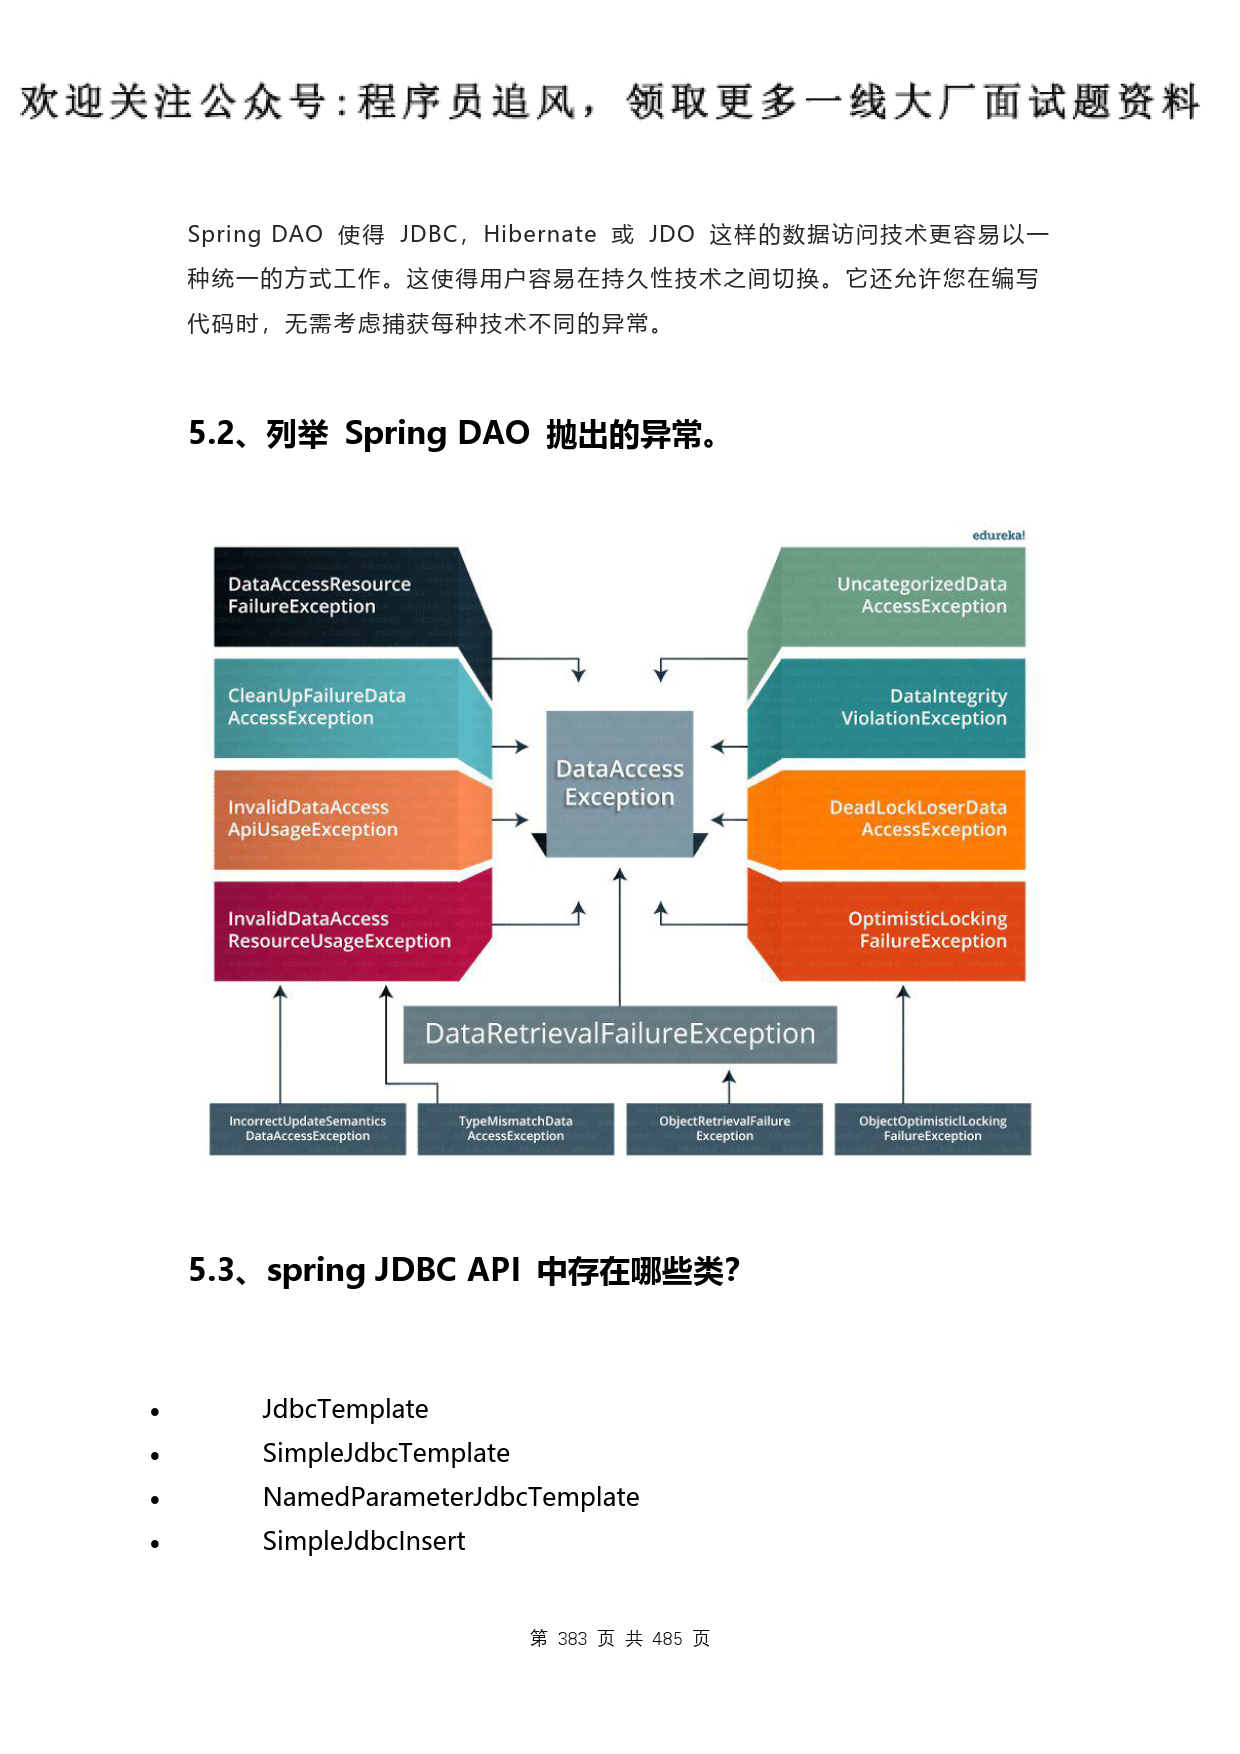 欢迎关注公众号:程序员追风，领取更多一线大厂面试题资料
Spring DAO 使得 JDBC，Hibernate 或 JDO 这样的数据访问技术更容易以一
种统一的方式工作。这使得用户容易在持久性技术之间切换。它还允许您在编写
代码时，无需考虑捕获每种技术不同的异常。
5.2、列举 Spring DAO 抛出的异常。
edureka!
DataAccessResource
FailureException
UncategorizedData
AccessException
CleanUpFailureData
AccessException
DataIntegrity
ViolationException
DataAccess
Exception
InvalidDataAccess
ApiUsageException
DeadLockLoserData
AccessException
InvalidDataAccess
ResourceUsageException
OptimisticLocking
FailureException
DataRetrievalFailureException
IncorrectUpdateSemantics
DataAccessException
TypeMismatchData
AccessException
ObjectRetrievalFailure
Exception
ObjectOptimisticlLocking
FailureException
5.3、spring JDBC API 中存在哪些类？
• JdbcTemplate
• SimpleJdbcTemplate
• NamedParameterJdbcTemplate
• SimpleJdbcInsert
第 383 页 共 485 页